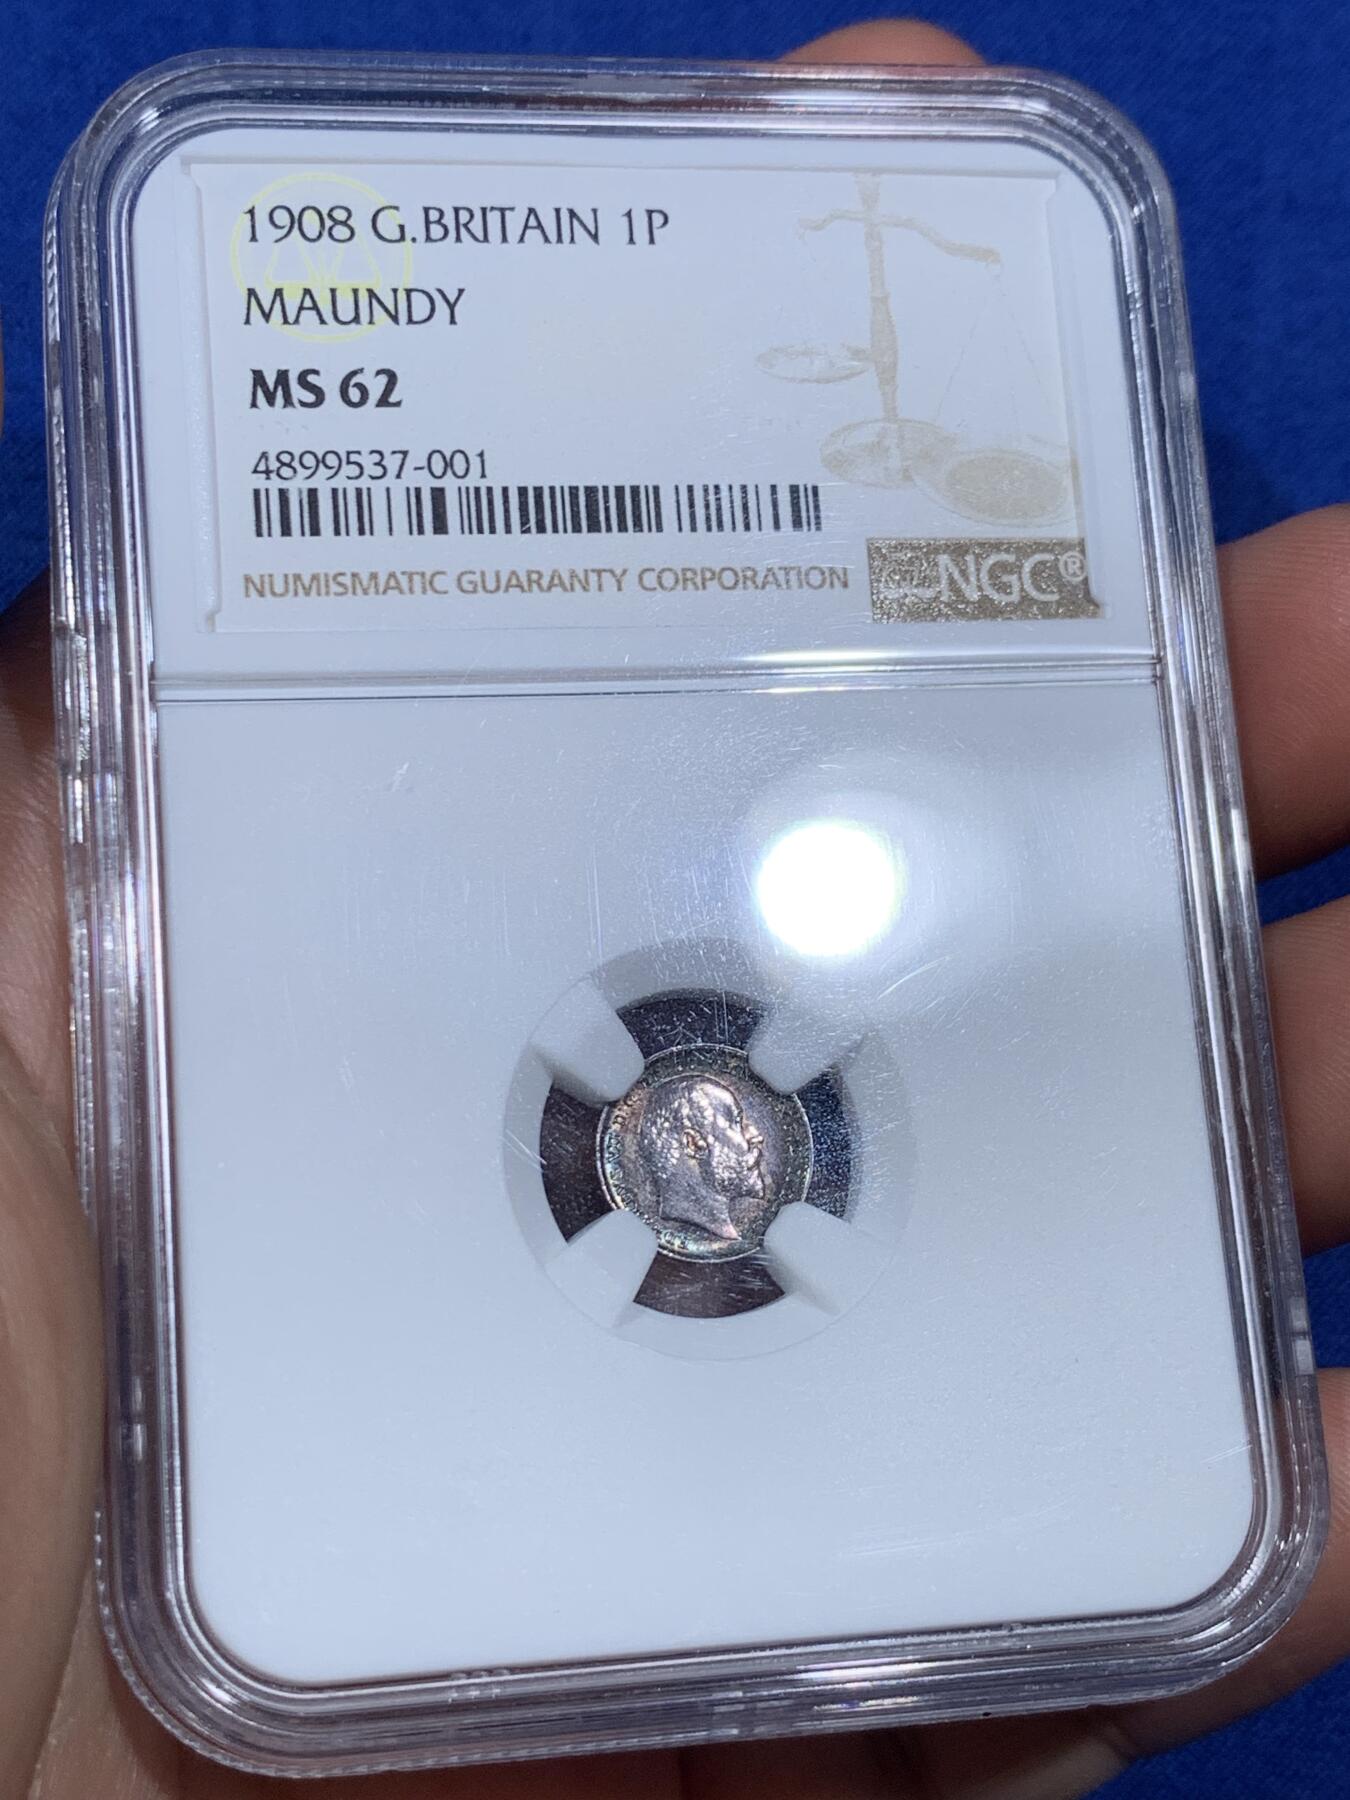 1908 G.BRITAIN 1P
MAUNDY
MS 62
4899537-001
NUMISMATIC GUARANTY CORPORATION
NGC®